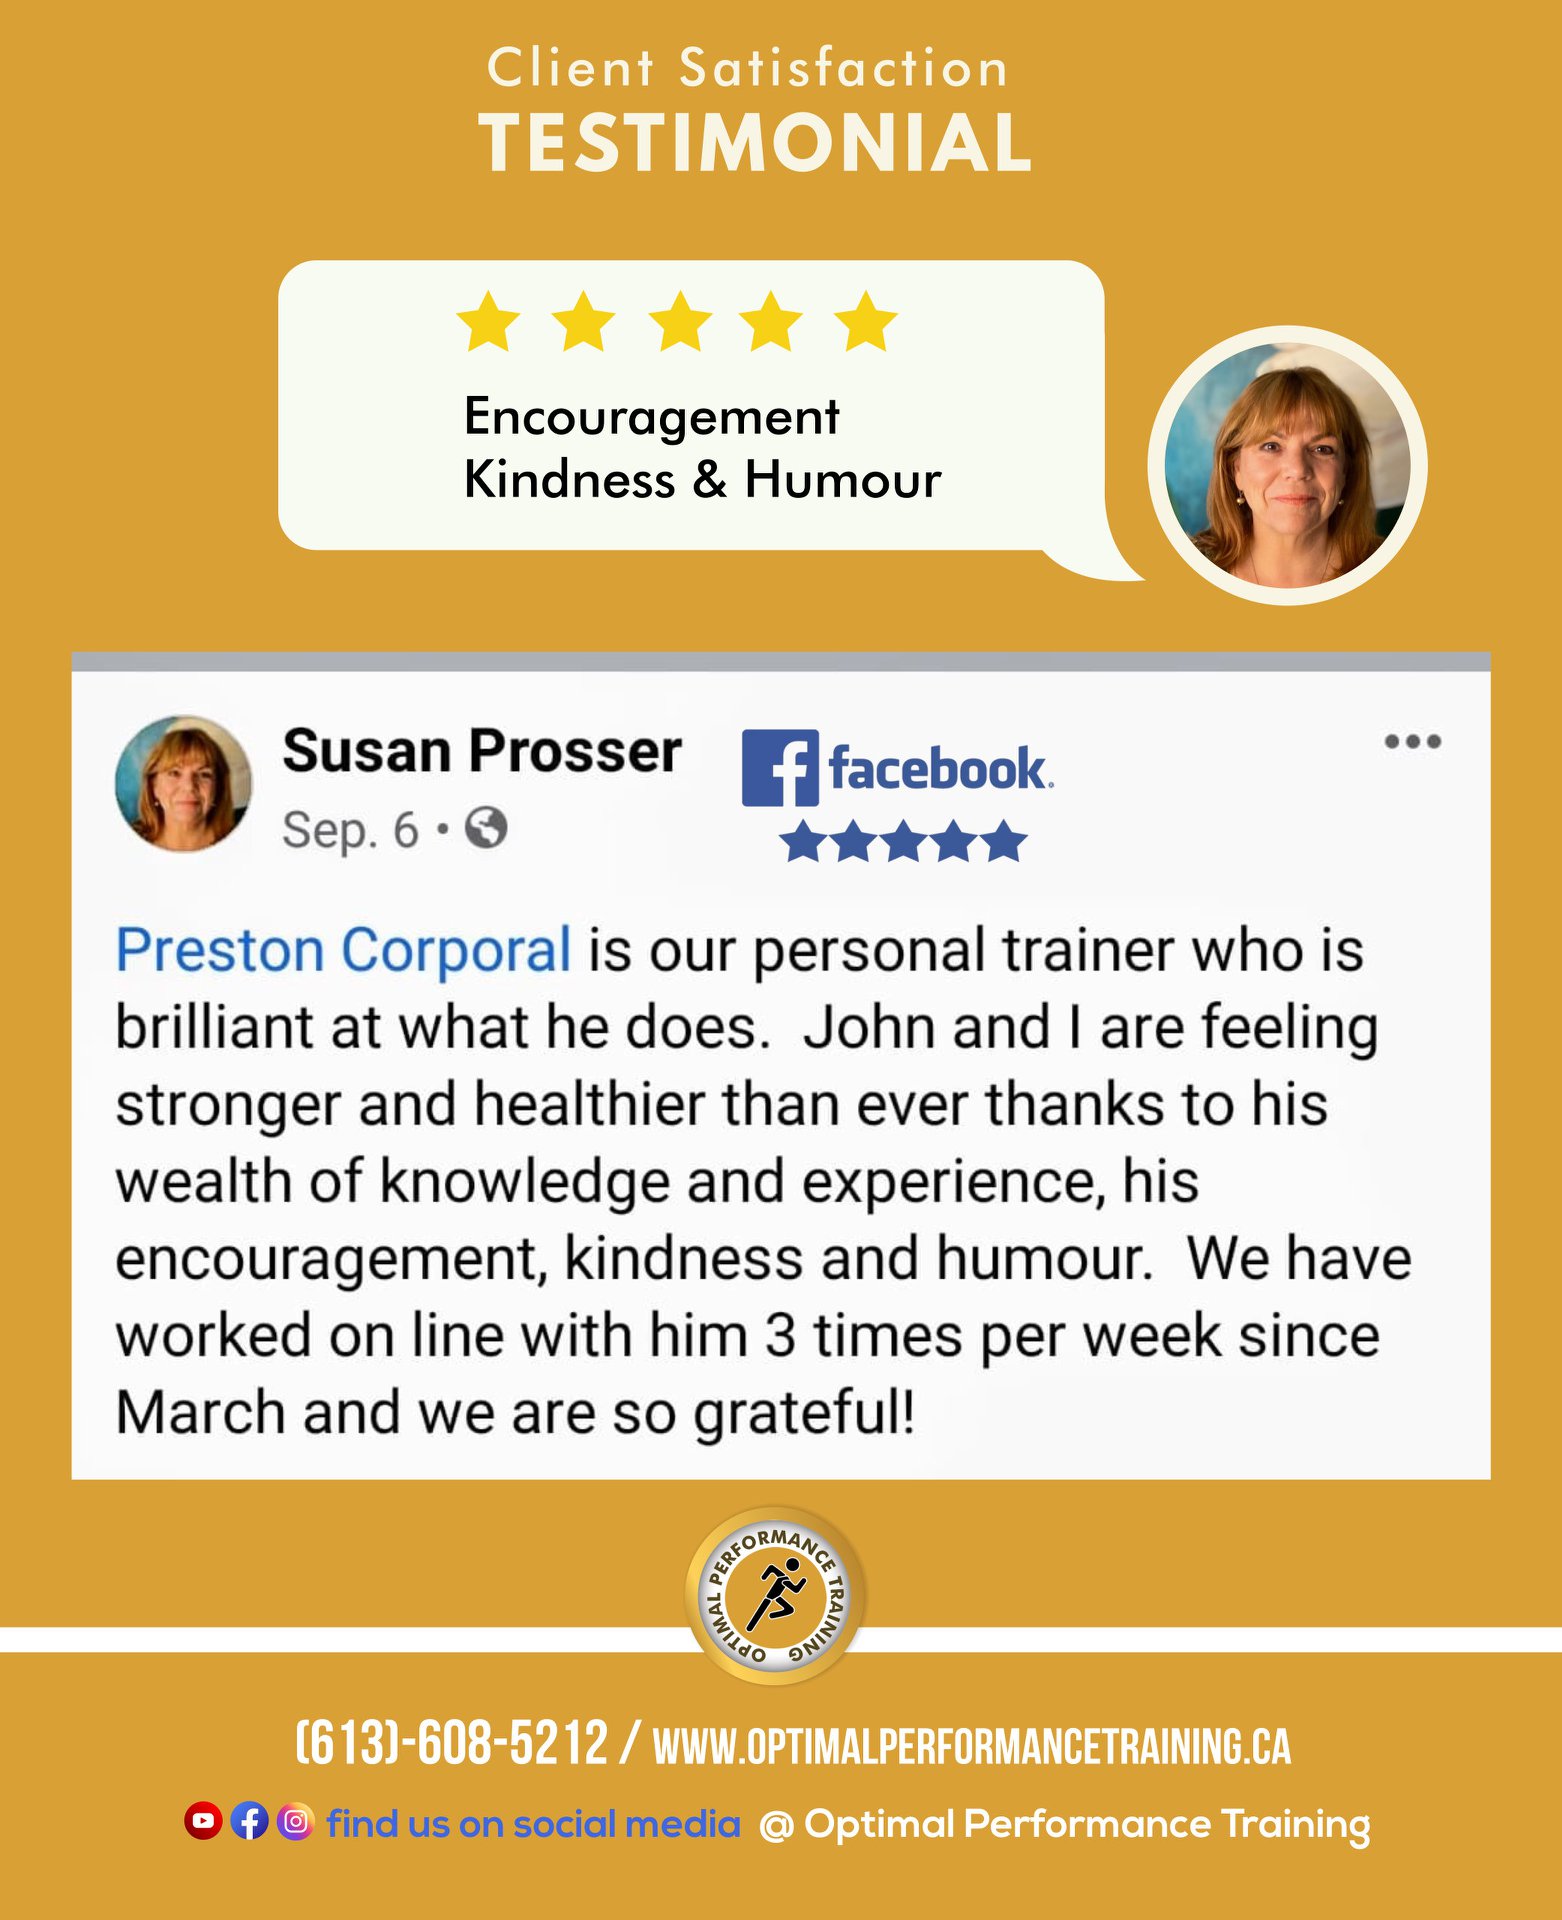 Client Satisfaction
TESTIMONIAL
Encouragement
Kindness & Humour
Susan Prosser
Sep. 6 •
facebook.
Preston Corporal is our personal trainer who is
brilliant at what he does.  John and I are feeling
stronger and healthier than ever thanks to his
wealth of knowledge and experience, his
encouragement, kindness and humour.  We have
worked on line with him 3 times per week since
March and we are so grateful!
OPTIMAL PERFORMANCE TRAINING
(613)-608-5212 / WWW.OPTIMALPERFORMANCETRAINING.CA
find us on social media @ Optimal Performance Training